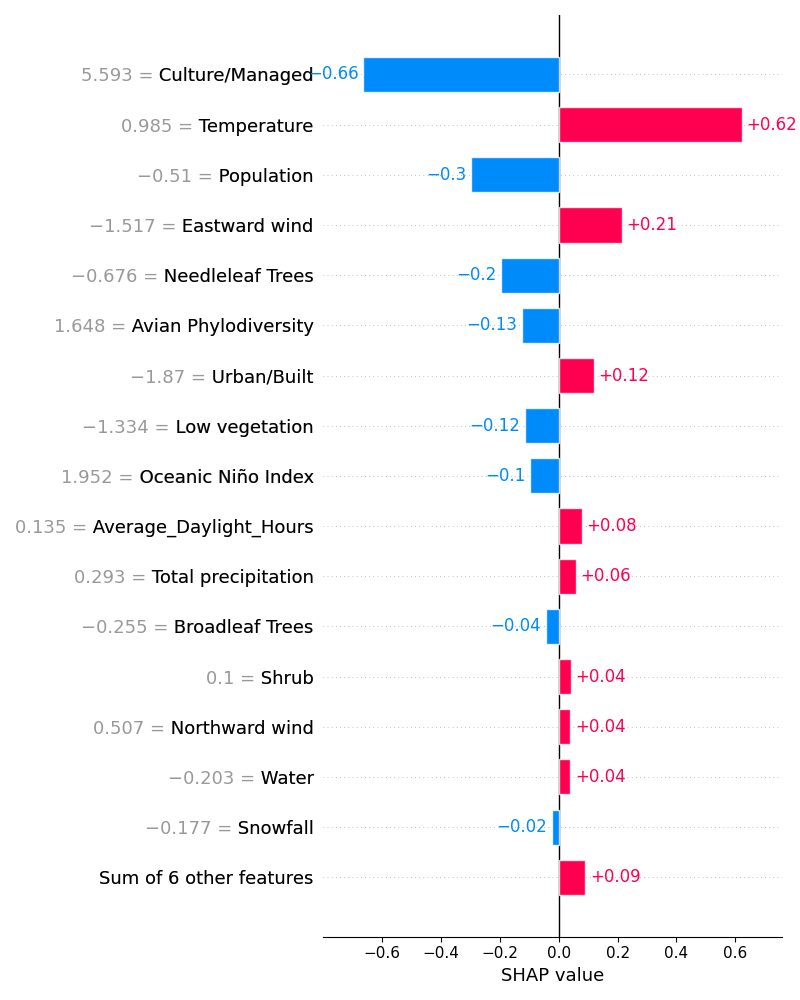 5.593 = Culture/Managed −0.66
0.985 = Temperature +0.62
−0.51 = Population −0.3
−1.517 = Eastward wind +0.21
−0.676 = Needleleaf Trees −0.2
1.648 = Avian Phylodiversity −0.13
−1.87 = Urban/Built +0.12
−1.334 = Low vegetation −0.12
1.952 = Oceanic Niño Index −0.1
0.135 = Average_Daylight_Hours +0.08
0.293 = Total precipitation +0.06
−0.255 = Broadleaf Trees −0.04
0.1 = Shrub +0.04
0.507 = Northward wind +0.04
−0.203 = Water +0.04
−0.177 = Snowfall −0.02
Sum of 6 other features +0.09
−0.6 −0.4 −0.2 0.0 0.2 0.4 0.6
SHAP value